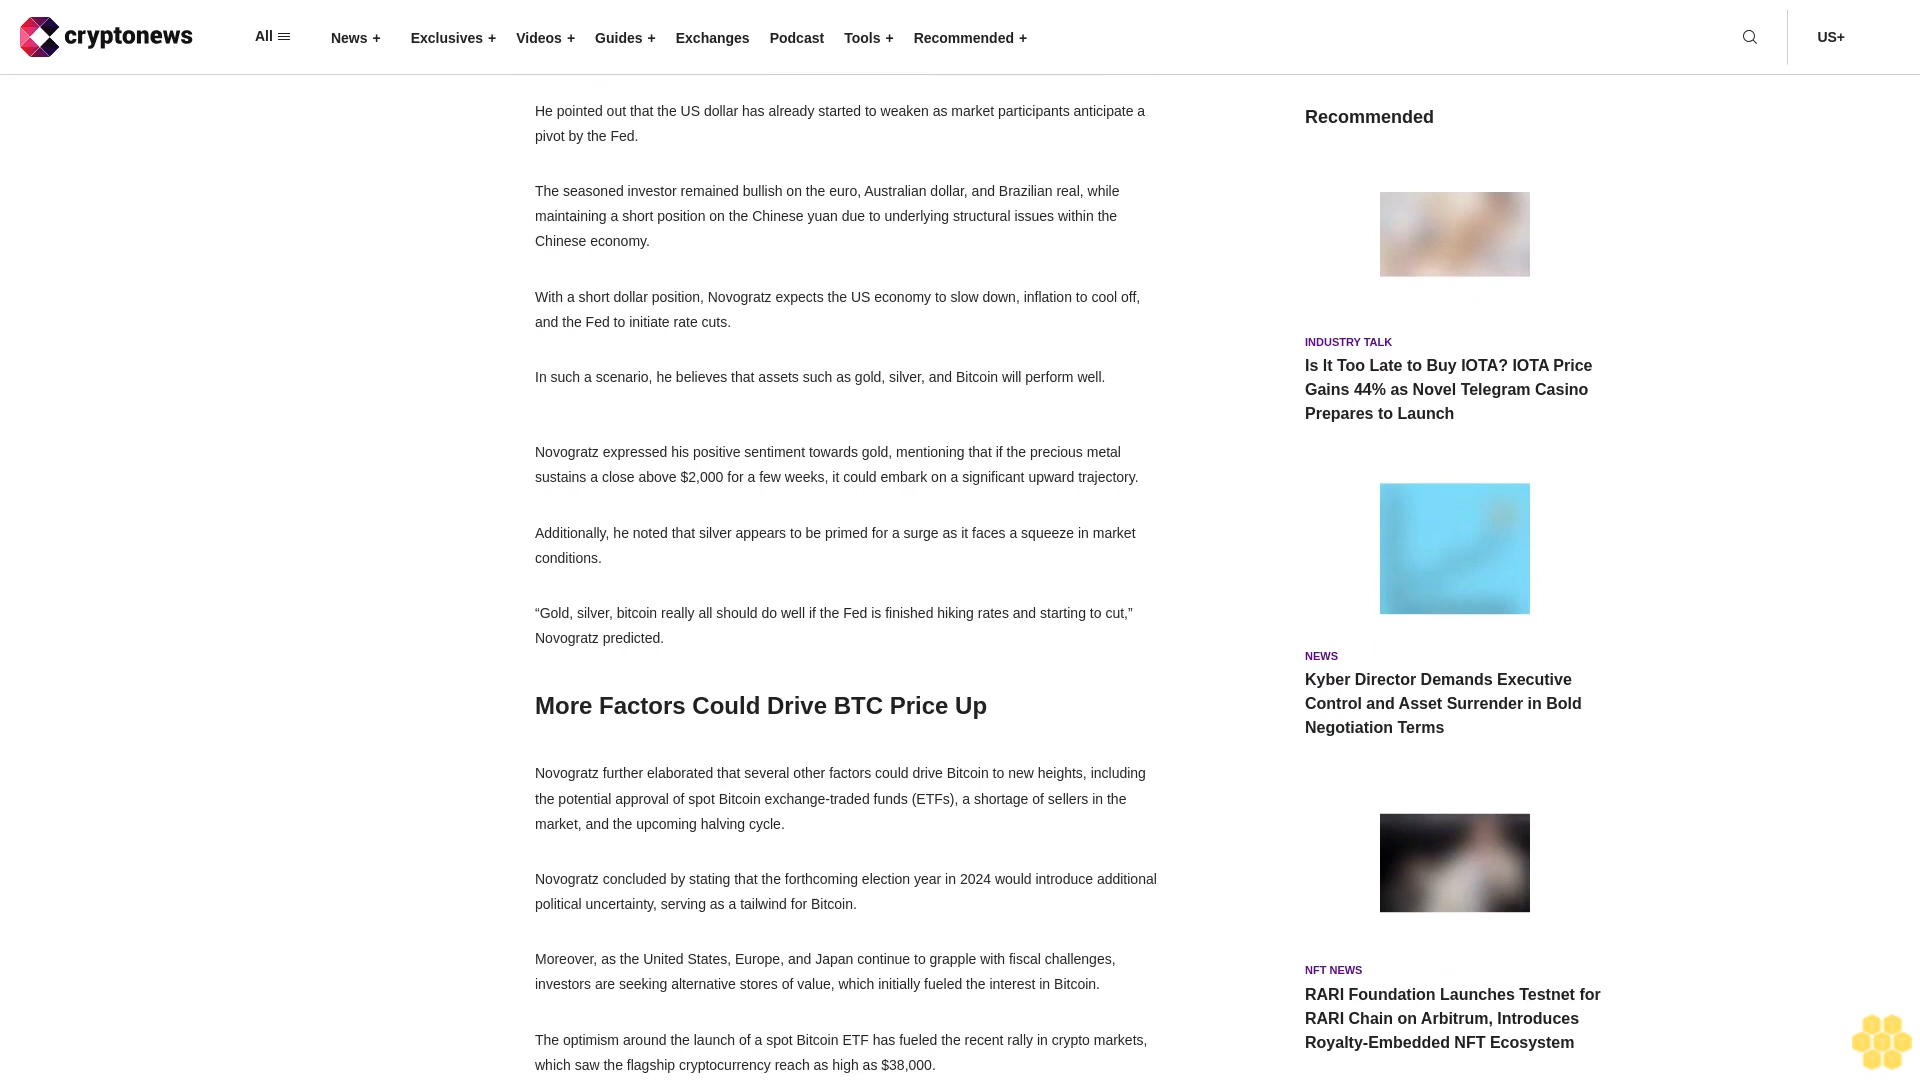 cryptonews
All
News +
Exclusives +
Videos +
Guides +
Exchanges
Podcast
Tools +
Recommended +
US+
He pointed out that the US dollar has already started to weaken as market participants anticipate a
pivot by the Fed.
The seasoned investor remained bullish on the euro, Australian dollar, and Brazilian real, while
maintaining a short position on the Chinese yuan due to underlying structural issues within the
Chinese economy.
With a short dollar position, Novogratz expects the US economy to slow down, inflation to cool off,
and the Fed to initiate rate cuts.
In such a scenario, he believes that assets such as gold, silver, and Bitcoin will perform well.
Novogratz expressed his positive sentiment towards gold, mentioning that if the precious metal
sustains a close above $2,000 for a few weeks, it could embark on a significant upward trajectory.
Additionally, he noted that silver appears to be primed for a surge as it faces a squeeze in market
conditions.
“Gold, silver, bitcoin really all should do well if the Fed is finished hiking rates and starting to cut,”
Novogratz predicted.
More Factors Could Drive BTC Price Up
Novogratz further elaborated that several other factors could drive Bitcoin to new heights, including
the potential approval of spot Bitcoin exchange-traded funds (ETFs), a shortage of sellers in the
market, and the upcoming halving cycle.
Novogratz concluded by stating that the forthcoming election year in 2024 would introduce additional
political uncertainty, serving as a tailwind for Bitcoin.
Moreover, as the United States, Europe, and Japan continue to grapple with fiscal challenges,
investors are seeking alternative stores of value, which initially fueled the interest in Bitcoin.
The optimism around the launch of a spot Bitcoin ETF has fueled the recent rally in crypto markets,
which saw the flagship cryptocurrency reach as high as $38,000.
Recommended
INDUSTRY TALK
Is It Too Late to Buy IOTA? IOTA Price
Gains 44% as Novel Telegram Casino
Prepares to Launch
NEWS
Kyber Director Demands Executive
Control and Asset Surrender in Bold
Negotiation Terms
NFT NEWS
RARI Foundation Launches Testnet for
RARI Chain on Arbitrum, Introduces
Royalty-Embedded NFT Ecosystem